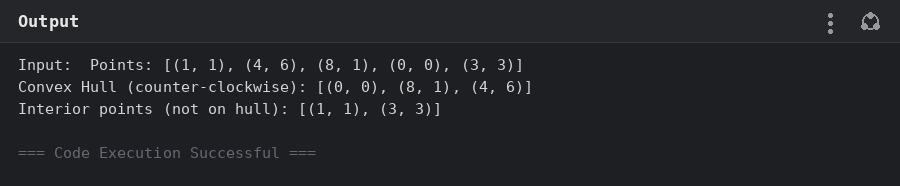 Output
Input:  Points: [(1, 1), (4, 6), (8, 1), (0, 0), (3, 3)]
Convex Hull (counter-clockwise): [(0, 0), (8, 1), (4, 6)]
Interior points (not on hull): [(1, 1), (3, 3)]
=== Code Execution Successful ===